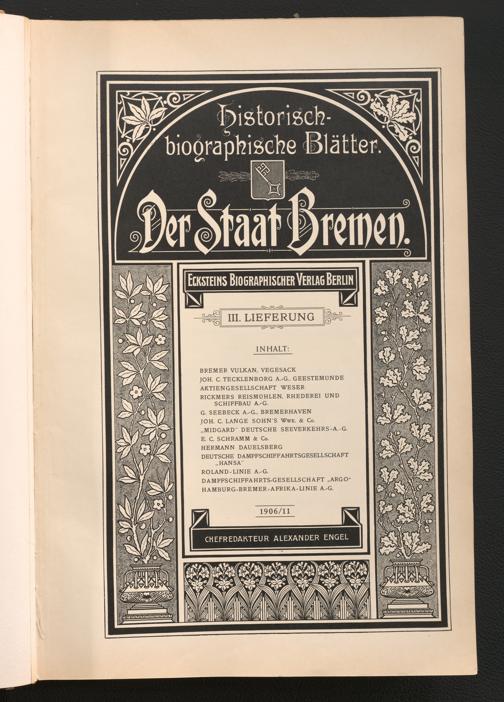 Historisch-
biographische Blätter.
Der Staat Bremen.
Ecksteins Biographischer Verlag Berlin
III. LIEFERUNG
INHALT:
BREMER VULKAN, VEGESACK
JOH. C. TECKLENBORG A.-G. GEESTEMÜNDE
AKTIENGESELLSCHAFT WESER
RICKMERS REISMÜHLEN, RHEDEREI UND
SCHIFFBAU A.-G.
G. SEEBECK A.-G., BREMERHAVEN
JOH. C. LANGE SOHN'S Wwe. & Co.
„MIDGARD" DEUTSCHE SEEVERKEHRS-A.-G.
E. C. SCHRAMM & Co.
HERMANN DAUELSBERG
DEUTSCHE DAMPFSCHIFFAHRTSGESELLSCHAFT
„HANSA"
ROLAND-LINIE A.-G.
DAMPFSCHIFFAHRTS-GESELLSCHAFT „ARGO"
HAMBURG-BREMER-AFRIKA-LINIE A.-G.
1906/11
CHEFREDAKTEUR ALEXANDER ENGEL